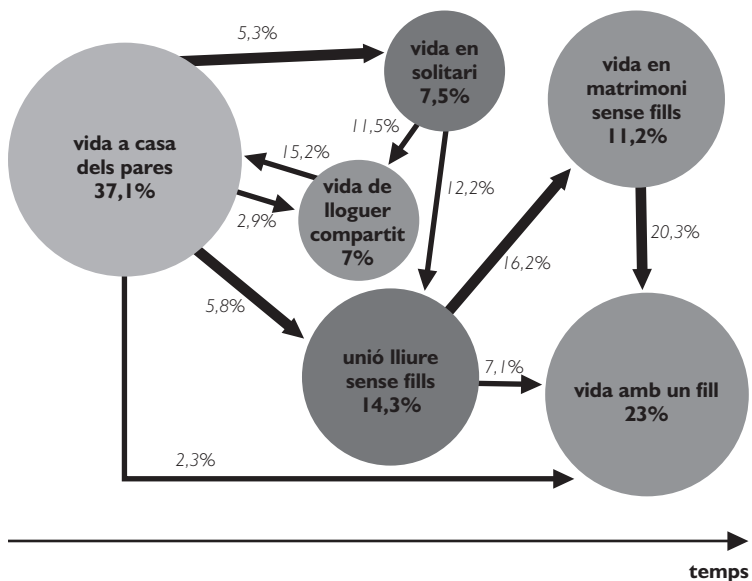 5,3%
vida en
solitari
7,5%
vida en
matrimoni
sense fills
11,2%
vida a casa
dels pares
37,1%
11,5%
15,2%
vida de
lloguer
compartit
7%
2,9%
12,2%
16,2%
20,3%
5,8%
unió lliure
sense fills
14,3%
7,1%
vida amb un fill
23%
2,3%
temps